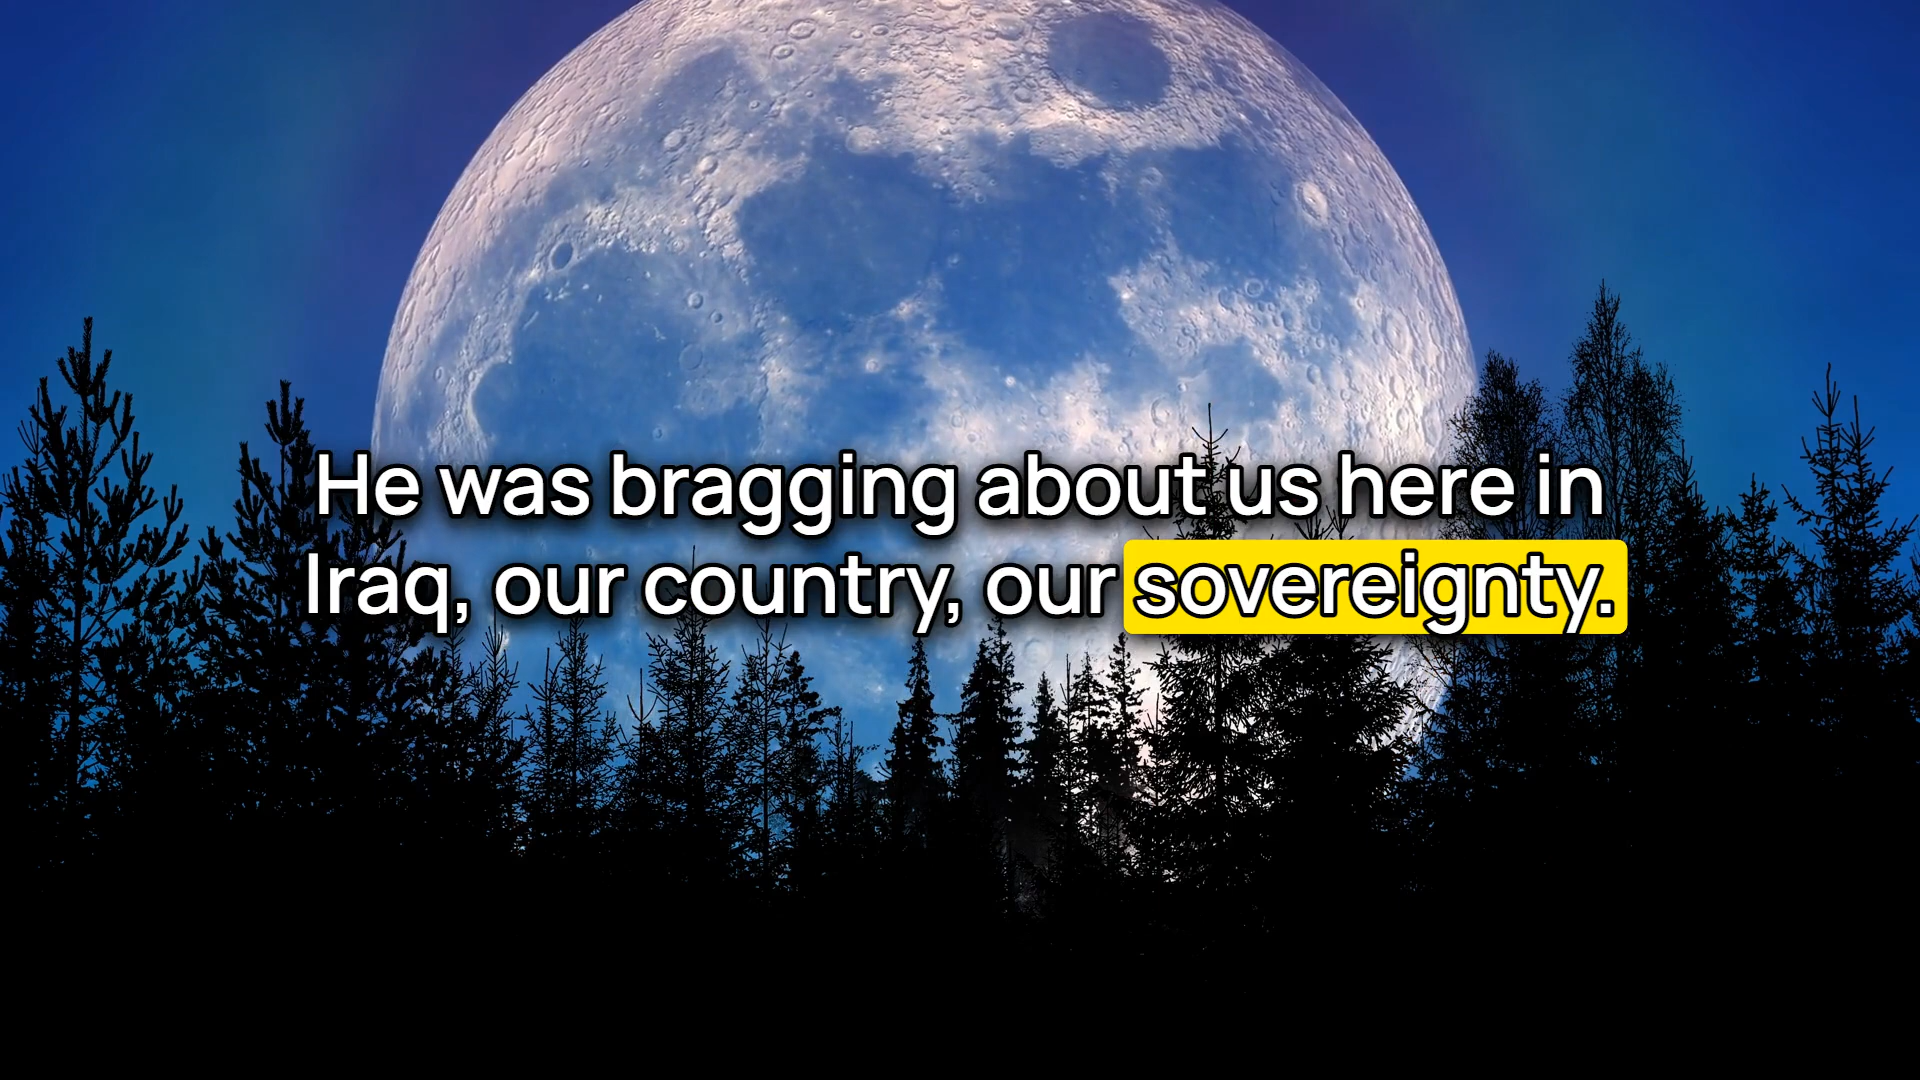 He was bragging about us here in
Iraq, our country, our sovereignty.